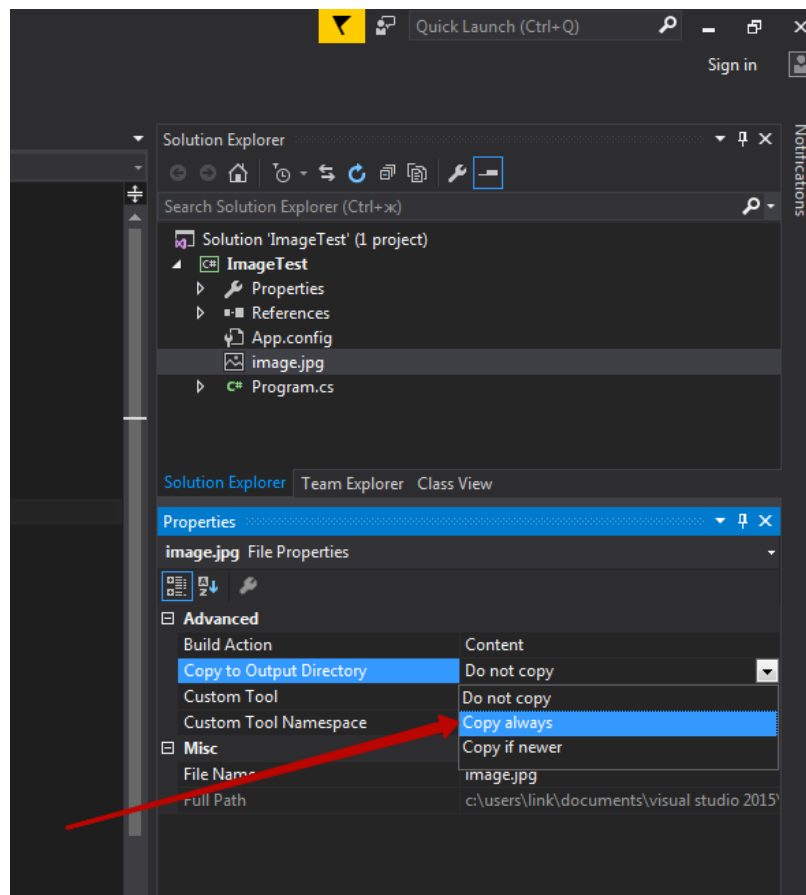 Quick Launch (Ctrl+Q)
Sign in
Notifications
Solution Explorer
Search Solution Explorer (Ctrl+ж)
Solution 'ImageTest' (1 project)
C# ImageTest
Properties
References
App.config
image.jpg
C# Program.cs
Solution Explorer Team Explorer Class View
Properties
image.jpg File Properties
Advanced
Build Action Content
Copy to Output Directory Do not copy
Custom Tool Do not copy
Custom Tool Namespace Copy always
Misc Copy if newer
File Name image.jpg
Full Path c:\users\link\documents\visual studio 2015\